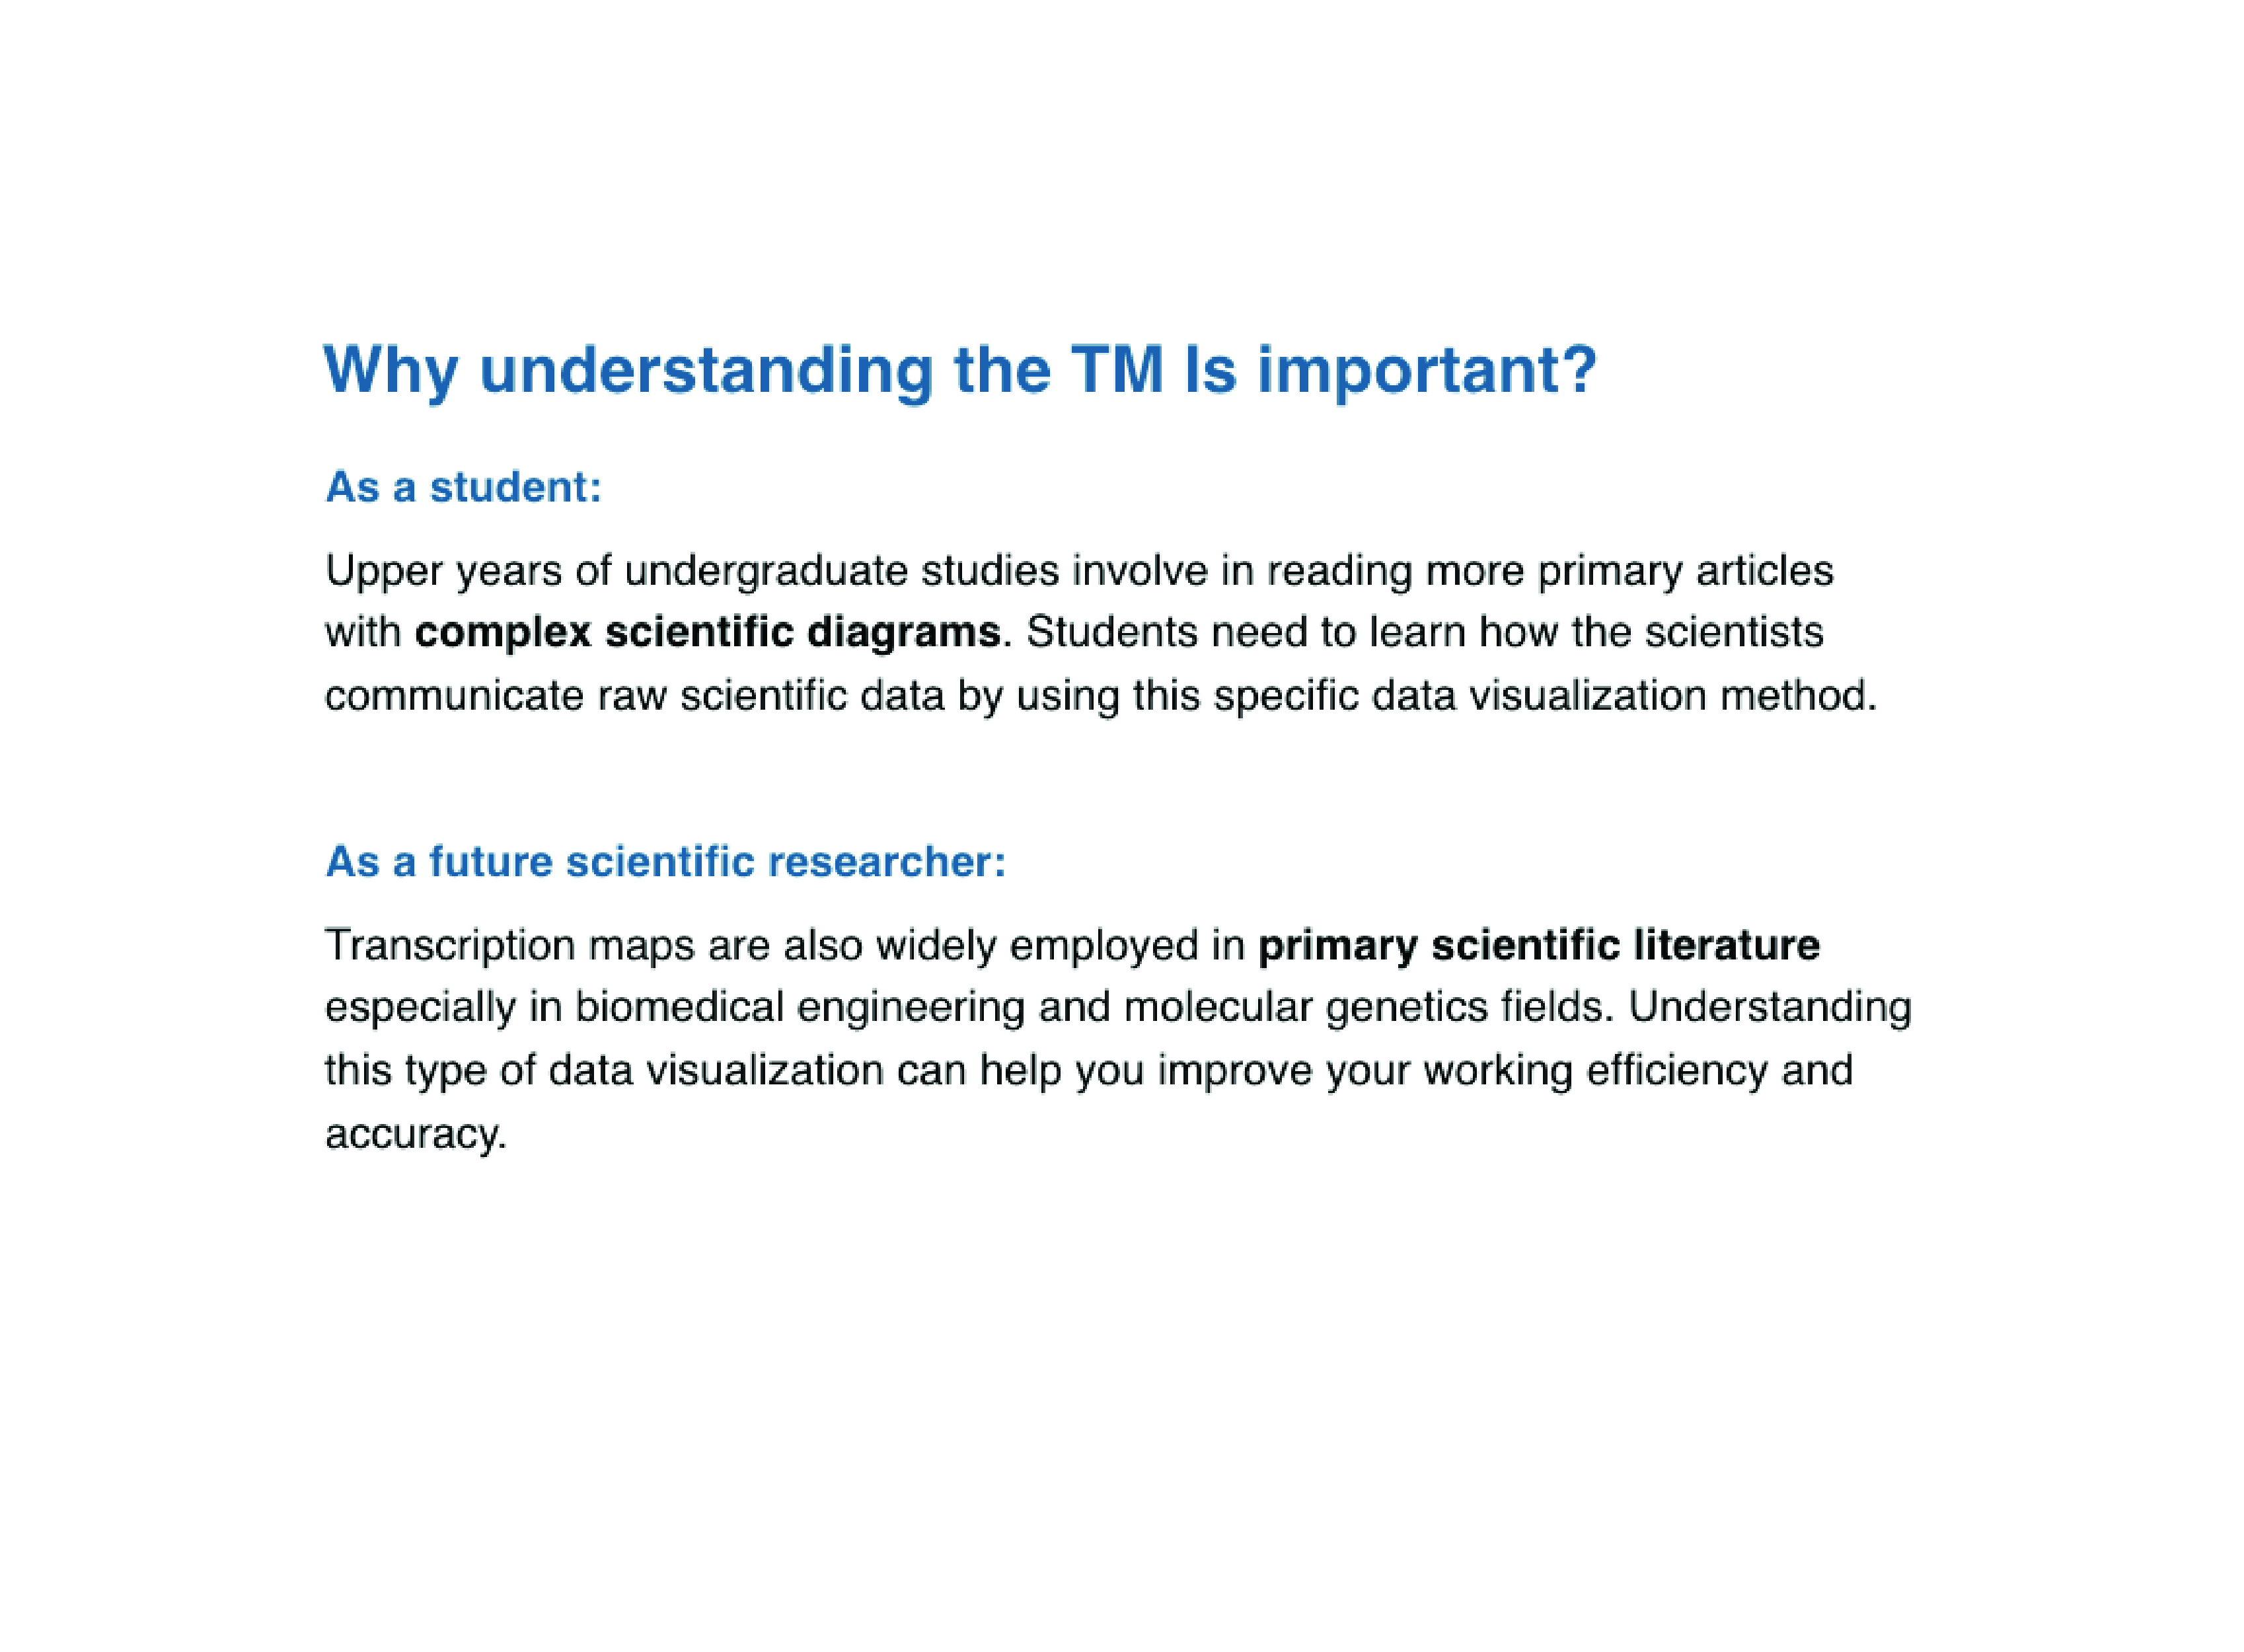 Why understanding the TM Is important?
As a student:
Upper years of undergraduate studies involve in reading more primary articles
with complex scientific diagrams. Students need to learn how the scientists
communicate raw scientific data by using this specific data visualization method.
As a future scientific researcher:
Transcription maps are also widely employed in primary scientific literature
especially in biomedical engineering and molecular genetics fields. Understanding
this type of data visualization can help you improve your working efficiency and
accuracy.